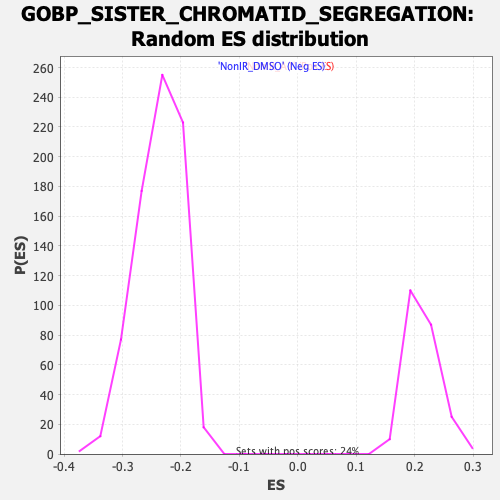 GOBP_SISTER_CHROMATID_SEGREGATION:
Random ES distribution
'NonIR_DMSO' (Neg ES) S)
260
240
220
200
180
160
140
120
100
80
60
40
20
0
P(ES)
Sets with pos scores: 24%
-0.4 -0.3 -0.2 -0.1 0.0 0.1 0.2 0.3
ES